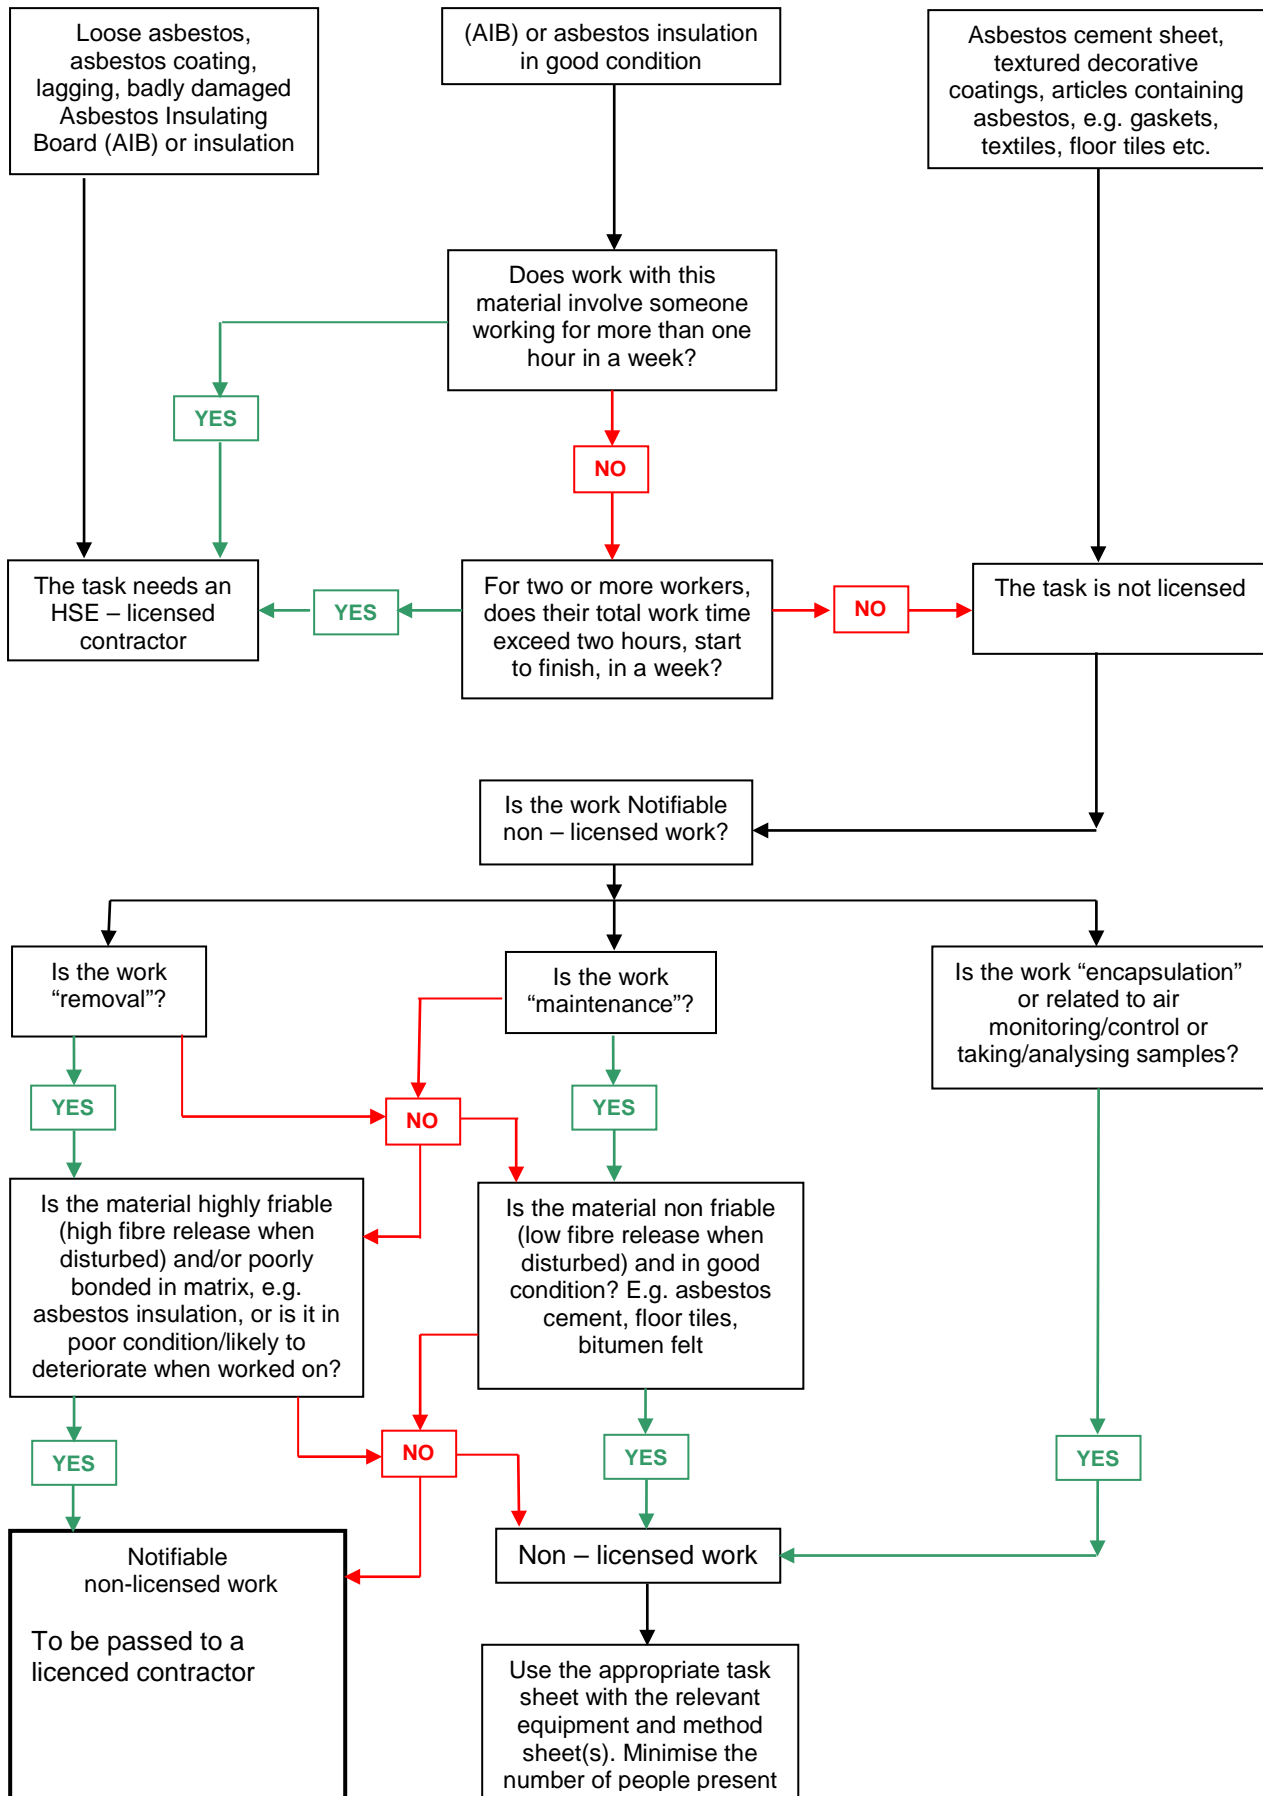 Loose asbestos,
asbestos coating,
lagging, badly damaged
Asbestos Insulating
Board (AIB) or insulation
(AIB) or asbestos insulation
in good condition
Asbestos cement sheet,
textured decorative
coatings, articles containing
asbestos, e.g. gaskets,
textiles, floor tiles etc.
Does work with this
material involve someone
working for more than one
hour in a week?
YES
NO
The task needs an
HSE – licensed
contractor
YES
For two or more workers,
does their total work time
exceed two hours, start
to finish, in a week?
NO
The task is not licensed
Is the work Notifiable
non – licensed work?
Is the work
“removal”?
Is the work
“maintenance”?
Is the work “encapsulation”
or related to air
monitoring/control or
taking/analysing samples?
YES
NO
YES
Is the material highly friable
(high fibre release when
disturbed) and/or poorly
bonded in matrix, e.g.
asbestos insulation, or is it in
poor condition/likely to
deteriorate when worked on?
Is the material non friable
(low fibre release when
disturbed) and in good
condition? E.g. asbestos
cement, floor tiles,
bitumen felt
YES
NO
YES
YES
Notifiable
non-licensed work
To be passed to a
licenced contractor
Non – licensed work
Use the appropriate task
sheet with the relevant
equipment and method
sheet(s). Minimise the
number of people present